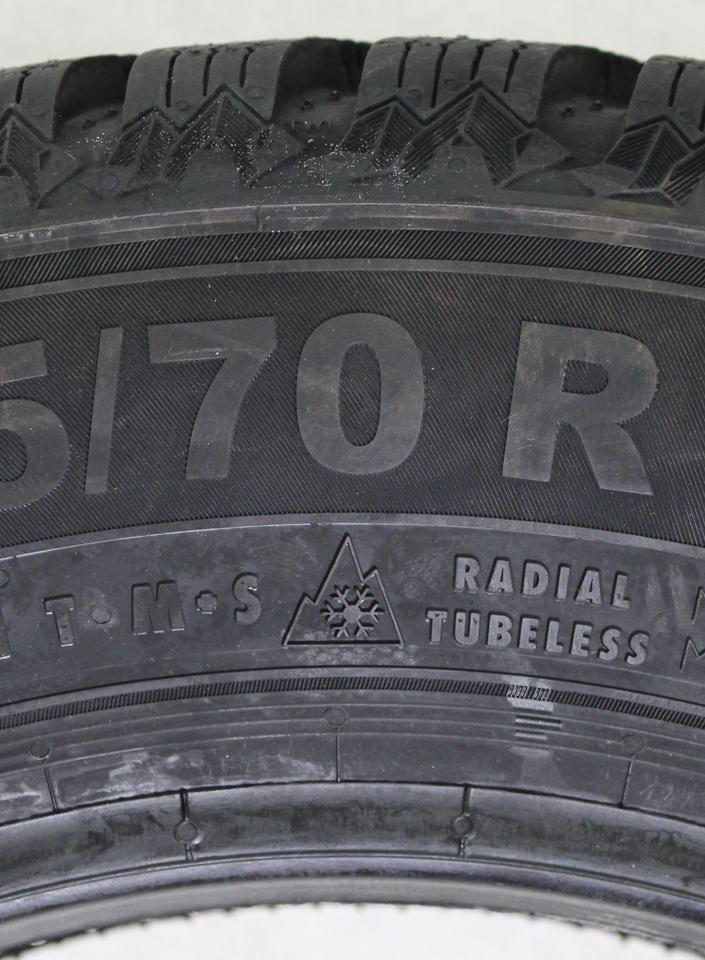 5/70 R
T·M·S
RADIAL
TUBELESS